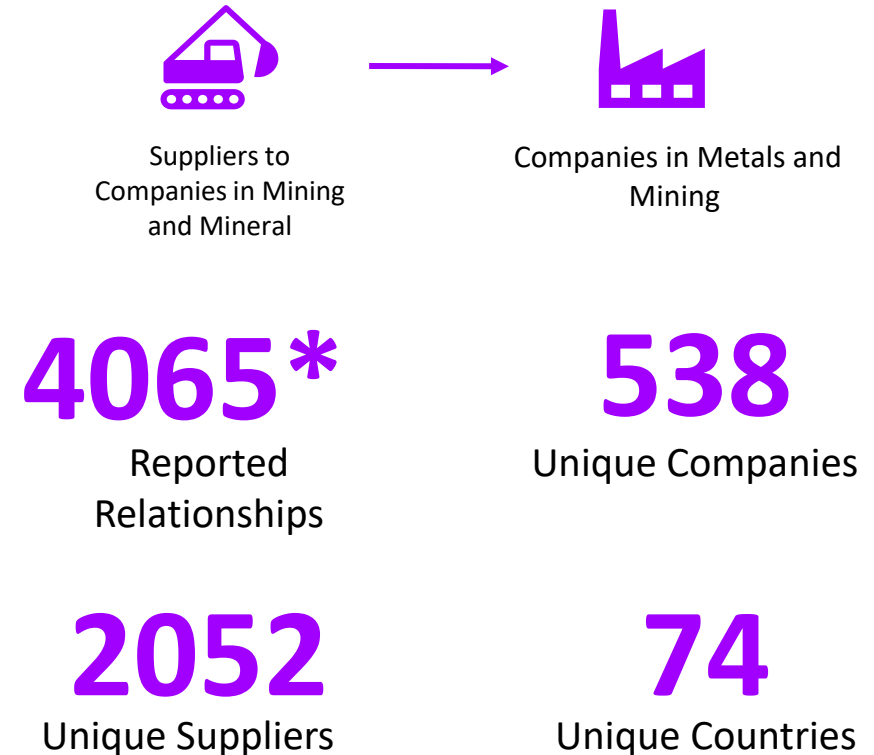 Suppliers to
Companies in Mining
and Mineral
Companies in Metals and
Mining
4065*
Reported
Relationships
538
Unique Companies
2052
Unique Suppliers
74
Unique Countries